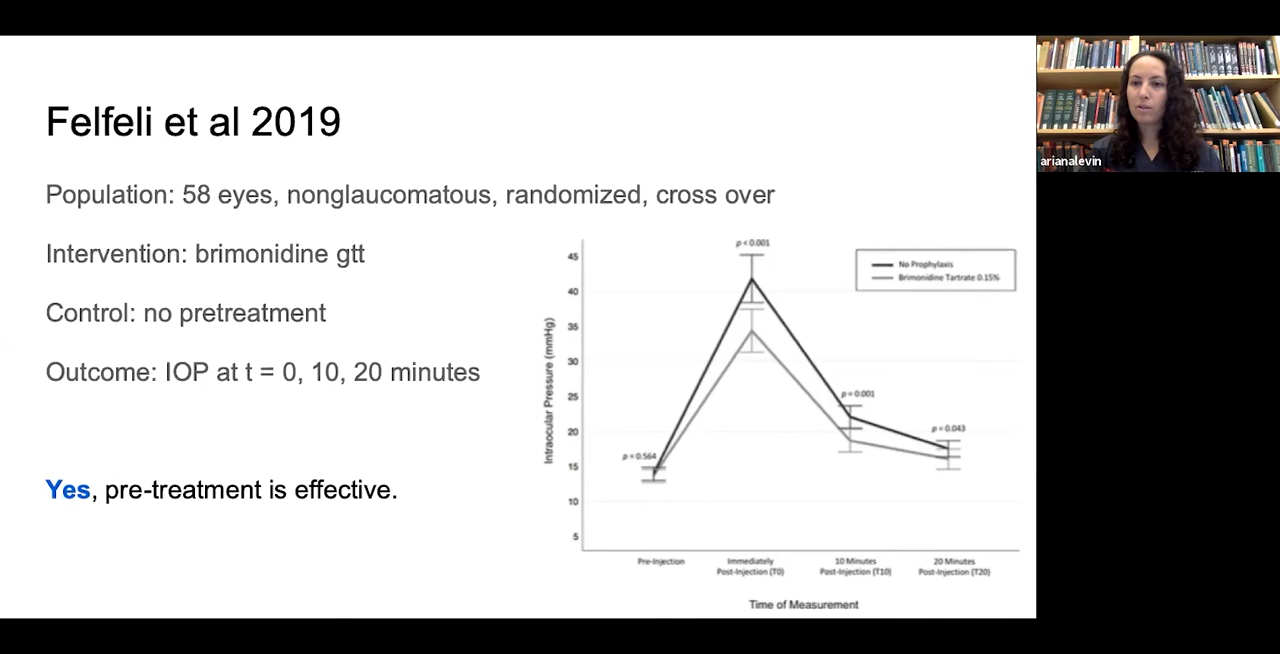 Felfeli et al 2019
Population: 58 eyes, nonglaucomatous, randomized, cross over
Intervention: brimonidine gtt
Control: no pretreatment
Outcome: IOP at t = 0, 10, 20 minutes
Yes, pre-treatment is effective.
Intraocular Pressure (mmHg)
45
40
35
30
25
20
15
10
5
p = 0.564
p < 0.001
p = 0.001
p = 0.043
No Prophylaxis
Brimonidine Tartrate 0.15%
Pre-Injection
Immediately
Post-Injection (T0)
10 Minutes
Post-Injection (T10)
20 Minutes
Post-Injection (T20)
Time of Measurement
arianalevin